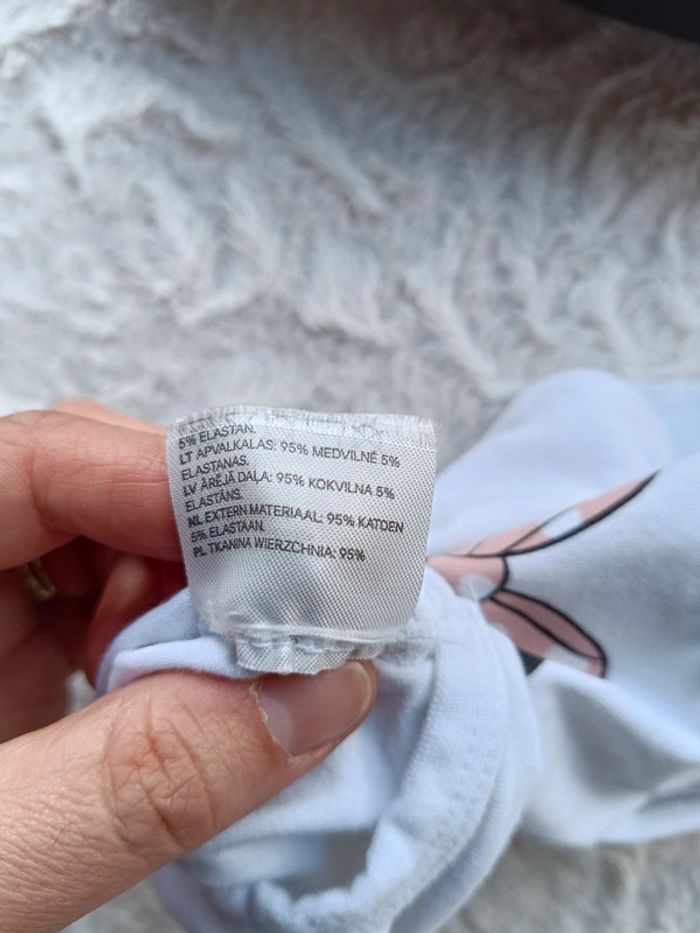 5% ELASTAN.
LT APVALKALAS: 95% MEDVILNĖ 5%
ELASTANAS.
LV ĀRĒJĀ DAĻA: 95% KOKVILNA 5%
ELASTĀNS.
NL EXTERN MATERIAAL: 95% KATOEN
5% ELASTAAN.
PL TKANINA WIERZCHNIA: 95%